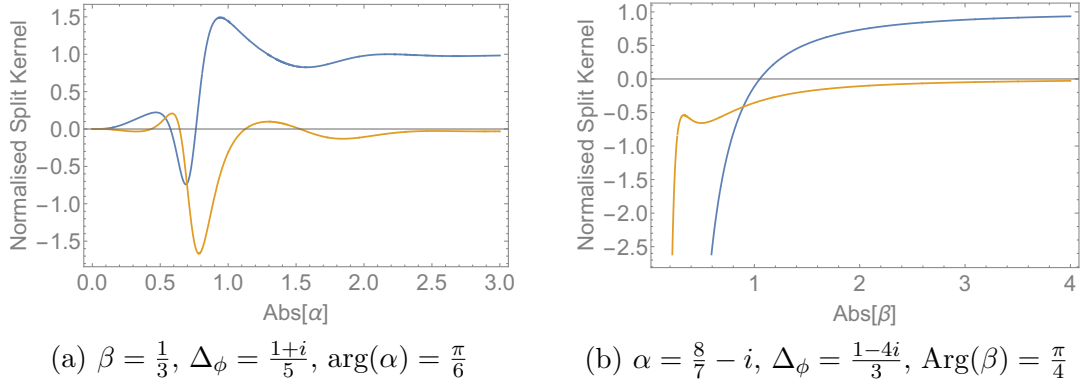 Normalised Split Kernel
1.5
1.0
0.5
0.0
−0.5
−1.0
−1.5
0.0 0.5 1.0 1.5 2.0 2.5 3.0
Abs[α]
(a) β = 1/3, Δ_ϕ = (1+i)/5, arg(α) = π/6
Normalised Split Kernel
1.0
0.5
0.0
−0.5
−1.0
−1.5
−2.0
−2.5
1 2 3 4
Abs[β]
(b) α = 8/7 − i, Δ_ϕ = (1−4i)/3, Arg(β) = π/4